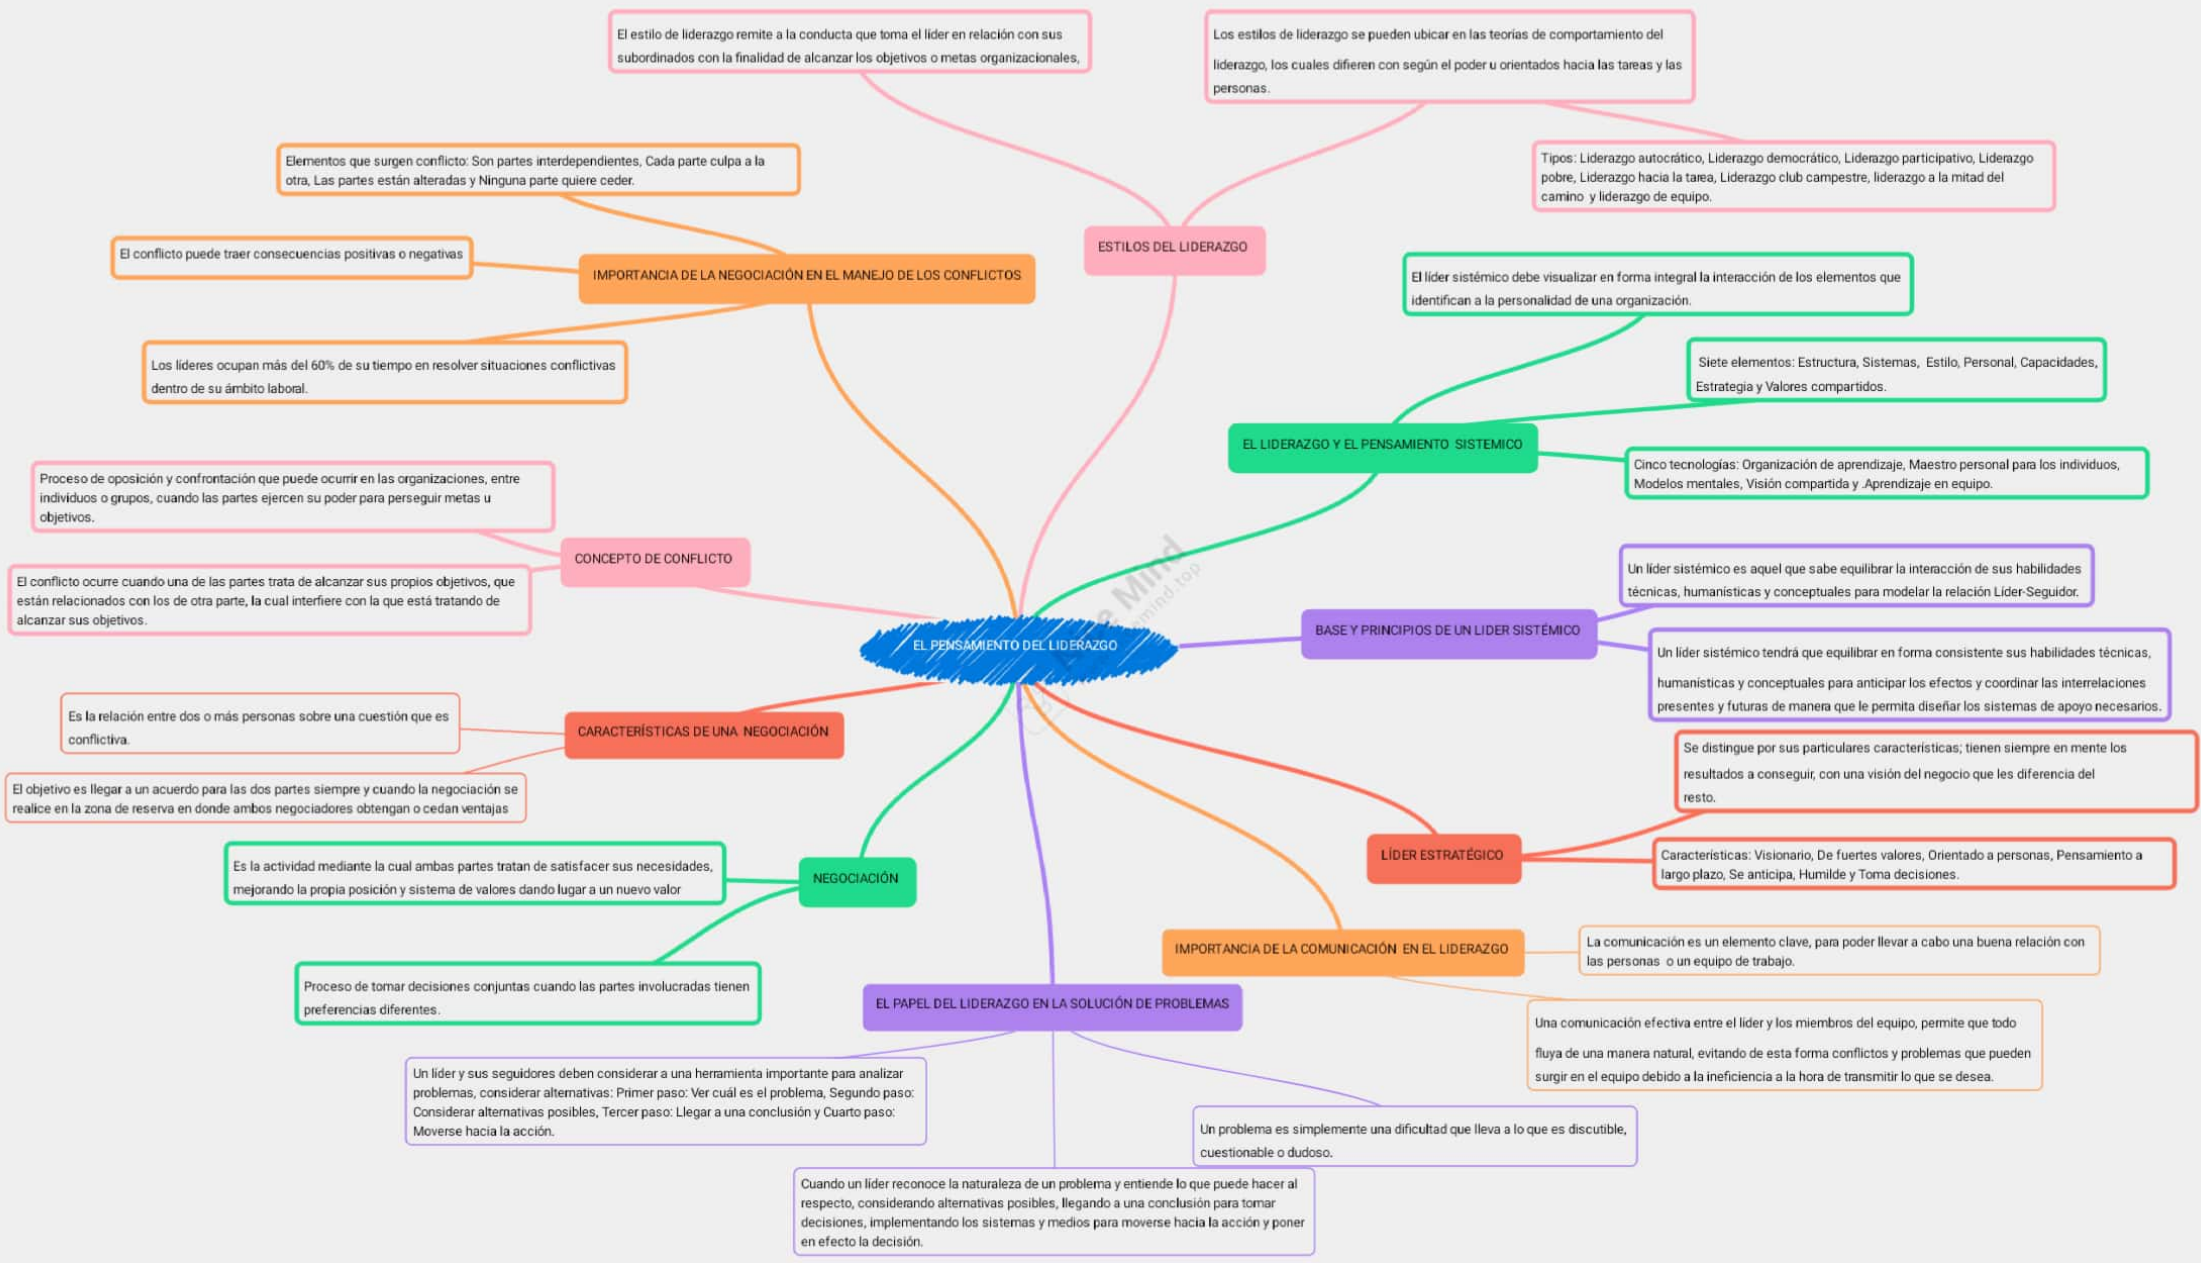 El estilo de liderazgo remite a la conducta que toma el líder en relación con sus
subordinados con la finalidad de alcanzar los objetivos o metas organizacionales,
Los estilos de liderazgo se pueden ubicar en las teorías de comportamiento del
liderazgo, los cuales difieren con según el poder u orientados hacia las tareas y las
personas.
Tipos: Liderazgo autocrático, Liderazgo democrático, Liderazgo participativo, Liderazgo
pobre, Liderazgo hacia la tarea, Liderazgo club campestre, liderazgo a la mitad del
camino y liderazgo de equipo.
ESTILOS DEL LIDERAZGO
Elementos que surgen conflicto: Son partes interdependientes, Cada parte culpa a la
otra, Las partes están alteradas y Ninguna parte quiere ceder.
El conflicto puede traer consecuencias positivas o negativas
IMPORTANCIA DE LA NEGOCIACIÓN EN EL MANEJO DE LOS CONFLICTOS
Los líderes ocupan más del 60% de su tiempo en resolver situaciones conflictivas
dentro de su ámbito laboral.
El líder sistémico debe visualizar en forma integral la interacción de los elementos que
identifican a la personalidad de una organización.
Siete elementos: Estructura, Sistemas, Estilo, Personal, Capacidades,
Estrategia y Valores compartidos.
EL LIDERAZGO Y EL PENSAMIENTO SISTEMICO
Cinco tecnologías: Organización de aprendizaje, Maestro personal para los individuos,
Modelos mentales, Visión compartida y .Aprendizaje en equipo.
Proceso de oposición y confrontación que puede ocurrir en las organizaciones, entre
individuos o grupos, cuando las partes ejercen su poder para perseguir metas u
objetivos.
CONCEPTO DE CONFLICTO
El conflicto ocurre cuando una de las partes trata de alcanzar sus propios objetivos, que
están relacionados con los de otra parte, la cual interfiere con la que está tratando de
alcanzar sus objetivos.
Un líder sistémico es aquel que sabe equilibrar la interacción de sus habilidades
técnicas, humanísticas y conceptuales para modelar la relación Líder-Seguidor.
BASE Y PRINCIPIOS DE UN LIDER SISTÉMICO
Un líder sistémico tendrá que equilibrar en forma consistente sus habilidades técnicas,
humanísticas y conceptuales para anticipar los efectos y coordinar las interrelaciones
presentes y futuras de manera que le permita diseñar los sistemas de apoyo necesarios.
EL PENSAMIENTO DEL LIDERAZGO
Mind
Es la relación entre dos o más personas sobre una cuestión que es
conflictiva.
CARACTERÍSTICAS DE UNA NEGOCIACIÓN
El objetivo es llegar a un acuerdo para las dos partes siempre y cuando la negociación se
realice en la zona de reserva en donde ambos negociadores obtengan o cedan ventajas
Se distingue por sus particulares características; tienen siempre en mente los
resultados a conseguir, con una visión del negocio que les diferencia del
resto.
LÍDER ESTRATÉGICO
Características: Visionario, De fuertes valores, Orientado a personas, Pensamiento a
largo plazo, Se anticipa, Humilde y Toma decisiones.
Es la actividad mediante la cual ambas partes tratan de satisfacer sus necesidades,
mejorando la propia posición y sistema de valores dando lugar a un nuevo valor
NEGOCIACIÓN
Proceso de tomar decisiones conjuntas cuando las partes involucradas tienen
preferencias diferentes.
IMPORTANCIA DE LA COMUNICACIÓN EN EL LIDERAZGO
La comunicación es un elemento clave, para poder llevar a cabo una buena relación con
las personas o un equipo de trabajo.
Una comunicación efectiva entre el líder y los miembros del equipo, permite que todo
fluya de una manera natural, evitando de esta forma conflictos y problemas que pueden
surgir en el equipo debido a la ineficiencia a la hora de transmitir lo que se desea.
EL PAPEL DEL LIDERAZGO EN LA SOLUCIÓN DE PROBLEMAS
Un líder y sus seguidores deben considerar a una herramienta importante para analizar
problemas, considerar alternativas: Primer paso: Ver cuál es el problema, Segundo paso:
Considerar alternativas posibles, Tercer paso: Llegar a una conclusión y Cuarto paso:
Moverse hacia la acción.
Un problema es simplemente una dificultad que lleva a lo que es discutible,
cuestionable o dudoso.
Cuando un líder reconoce la naturaleza de un problema y entiende lo que puede hacer al
respecto, considerando alternativas posibles, llegando a una conclusión para tomar
decisiones, implementando los sistemas y medios para moverse hacia la acción y poner
en efecto la decisión.